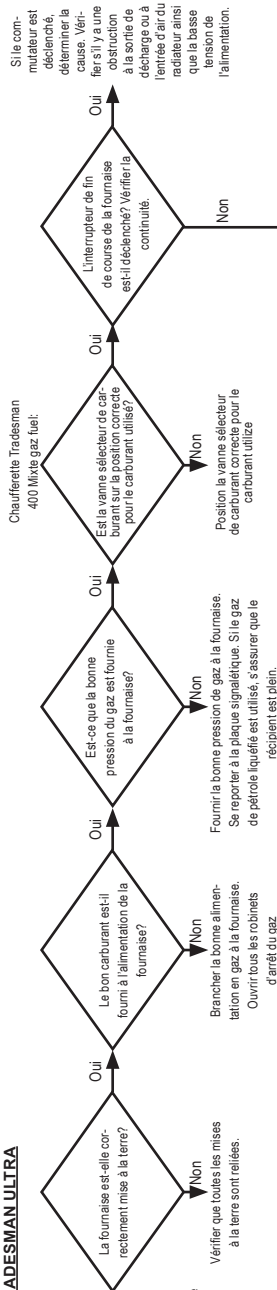 ADESMAN ULTRA
La fournaise est-elle cor-
rectement mise à la terre?
Oui
Non
Vérifier que toutes les mises
à la terre sont reliées.
Le bon carburant est-il
fourni à l'alimentation de la
fournaise?
Oui
Non
Brancher la bonne alimen-
tation en gaz à la fournaise.
Ouvrir tous les robinets
d'arrêt du gaz
Est-ce que la bonne
pression du gaz est fournie
à la fournaise?
Oui
Non
Fournir la bonne pression de gaz à la fournaise.
Se reporter à la plaque signalétique. Si le gaz
de pétrole liquéfié est utilisé, s'assurer que le
récipient est plein.
Chaufferette Tradesman
400 Mixte gaz fuel:
Est la vanne sélecteur de car-
burant sur la position correcte
pour le carburant utilisé?
Oui
Non
Position la vanne sélecteur
de carburant correcte pour le
carburant utilize
L'interrupteur de fin
de course de la fournaise
est-il déclenché? Vérifier la
continuité.
Oui
Non
Si le com-
mutateur est
déclenché,
déterminer la
cause. Véri-
fier s'il y a une
obstruction
à la sortie de
décharge ou à
l'entrée d'air du
radiateur ainsi
que la basse
tension de
l'alimentation.